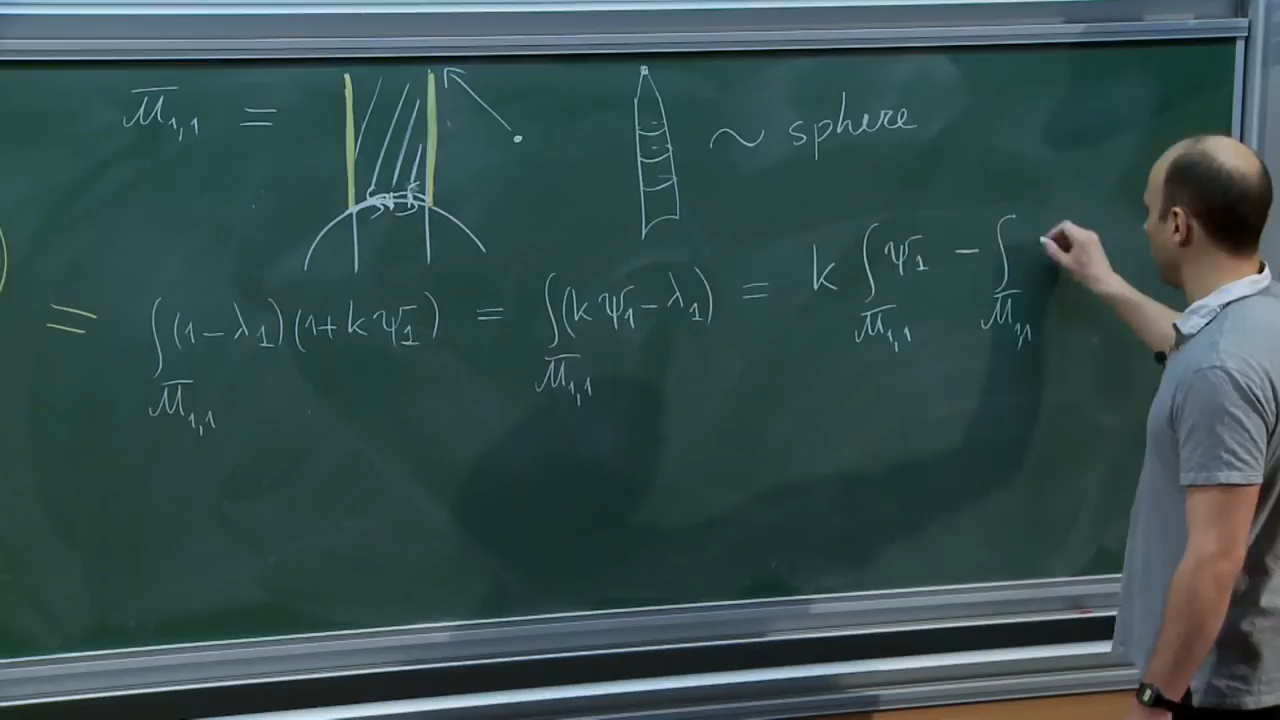 𝓜̅₁,₁ =
~ sphere
= ∫_{𝓜̅₁,₁} (1-λ₁)(1+kψ₁) = ∫_{𝓜̅₁,₁} (kψ₁-λ₁) = k ∫_{𝓜̅₁,₁} ψ₁ - ∫_{𝓜̅₁,₁}